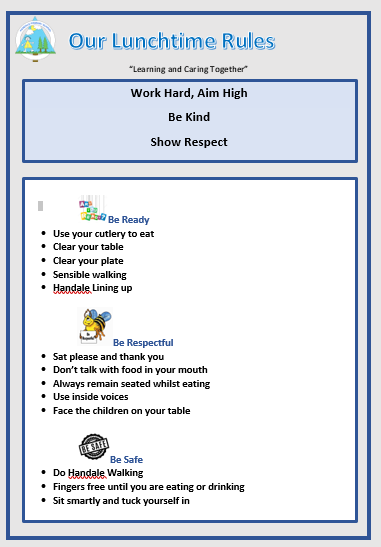 Our Lunchtime Rules
"Learning and Caring Together"
Work Hard, Aim High
Be Kind
Show Respect
Be Ready
Use your cutlery to eat
Clear your table
Clear your plate
Sensible walking
Handale Lining up
Be Respectful
Sat please and thank you
Don't talk with food in your mouth
Always remain seated whilst eating
Use inside voices
Face the children on your table
BE SAFE
Be Safe
Do Handale Walking
Fingers free until you are eating or drinking
Sit smartly and tuck yourself in